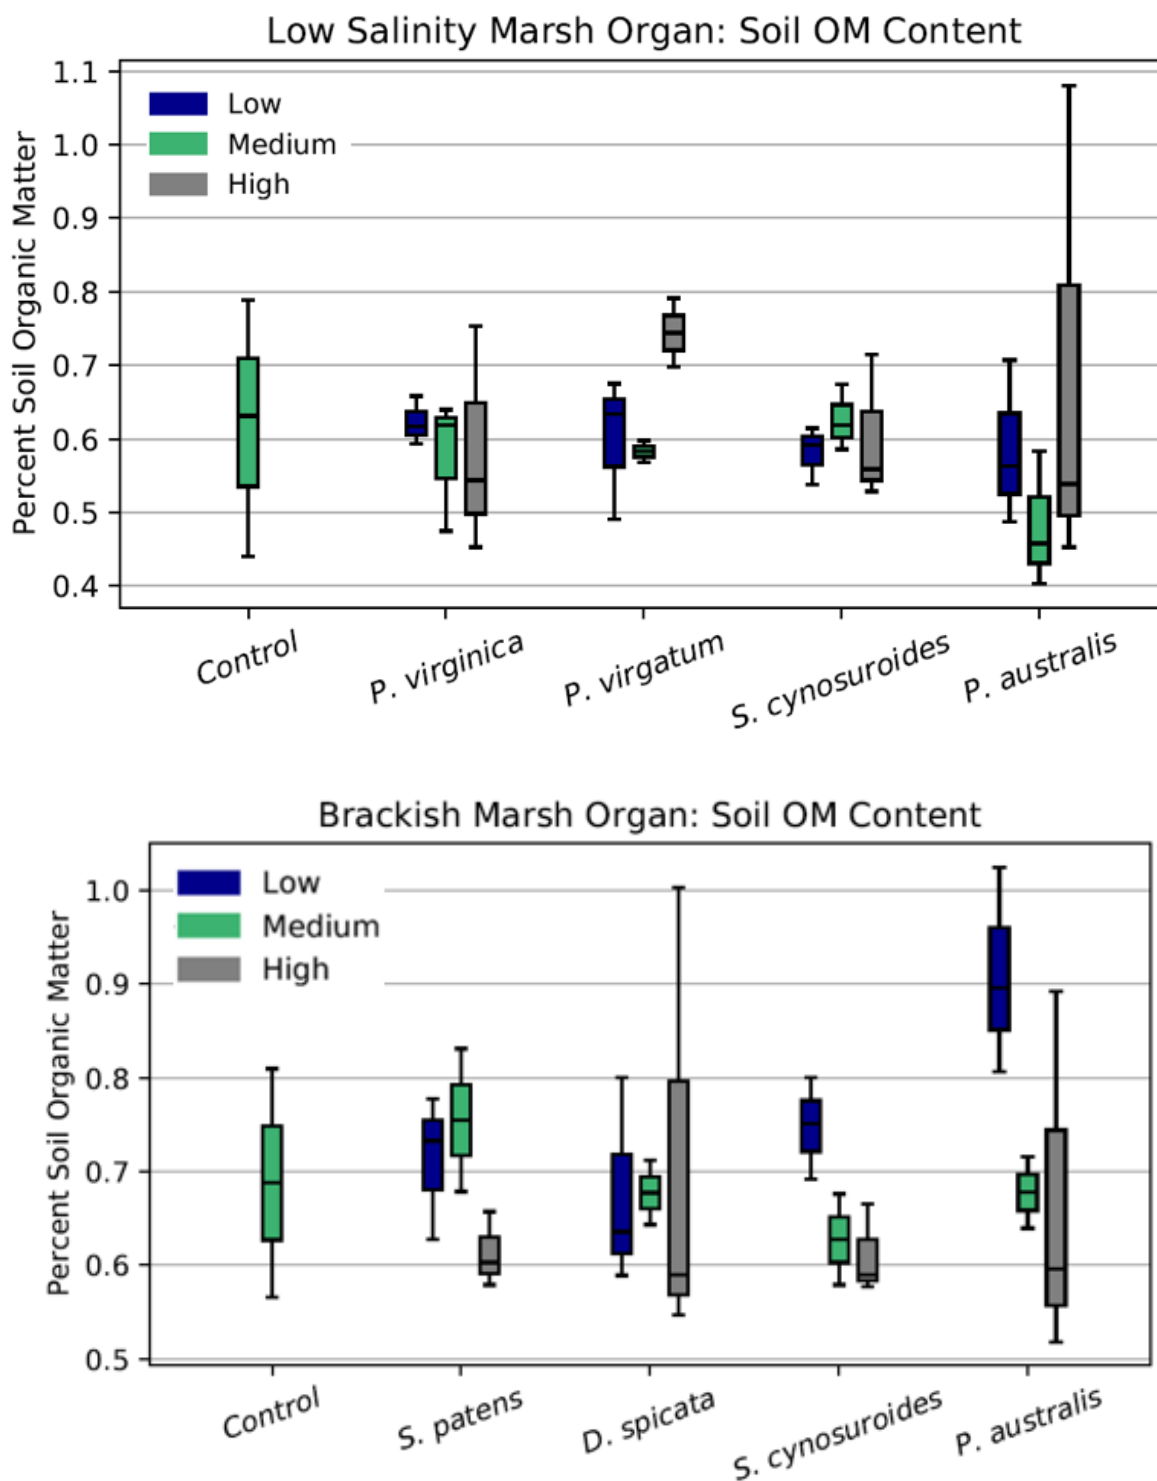 Low Salinity Marsh Organ: Soil OM Content
Percent Soil Organic Matter
1.1
1.0
0.9
0.8
0.7
0.6
0.5
0.4
Low
Medium
High
Control
P. virginica
P. virgatum
S. cynosuroides
P. australis
Brackish Marsh Organ: Soil OM Content
Percent Soil Organic Matter
1.0
0.9
0.8
0.7
0.6
0.5
Low
Medium
High
Control
S. patens
D. spicata
S. cynosuroides
P. australis